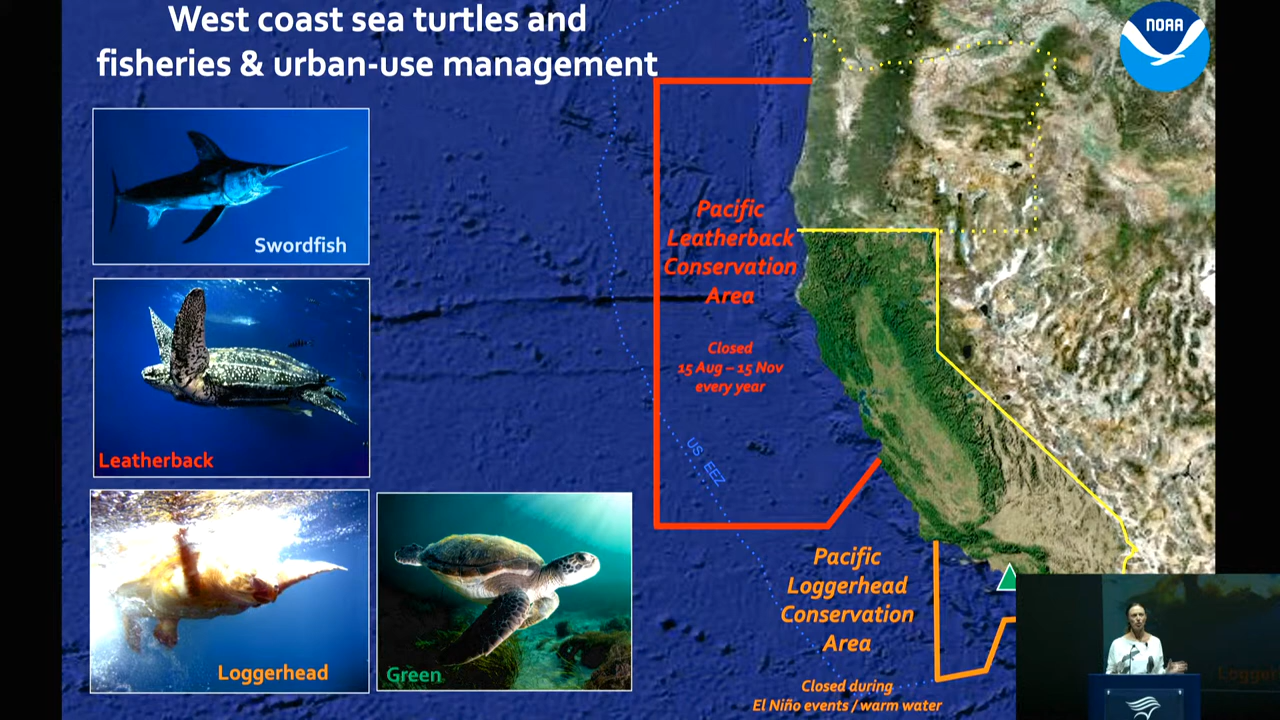 West coast sea turtles and
fisheries & urban-use management
NOAA
Swordfish
Leatherback
Loggerhead
Green
Pacific
Leatherback
Conservation
Area
Closed
15 Aug – 15 Nov
every year
US EEZ
Pacific
Loggerhead
Conservation
Area
Closed during
El Niño events / warm water